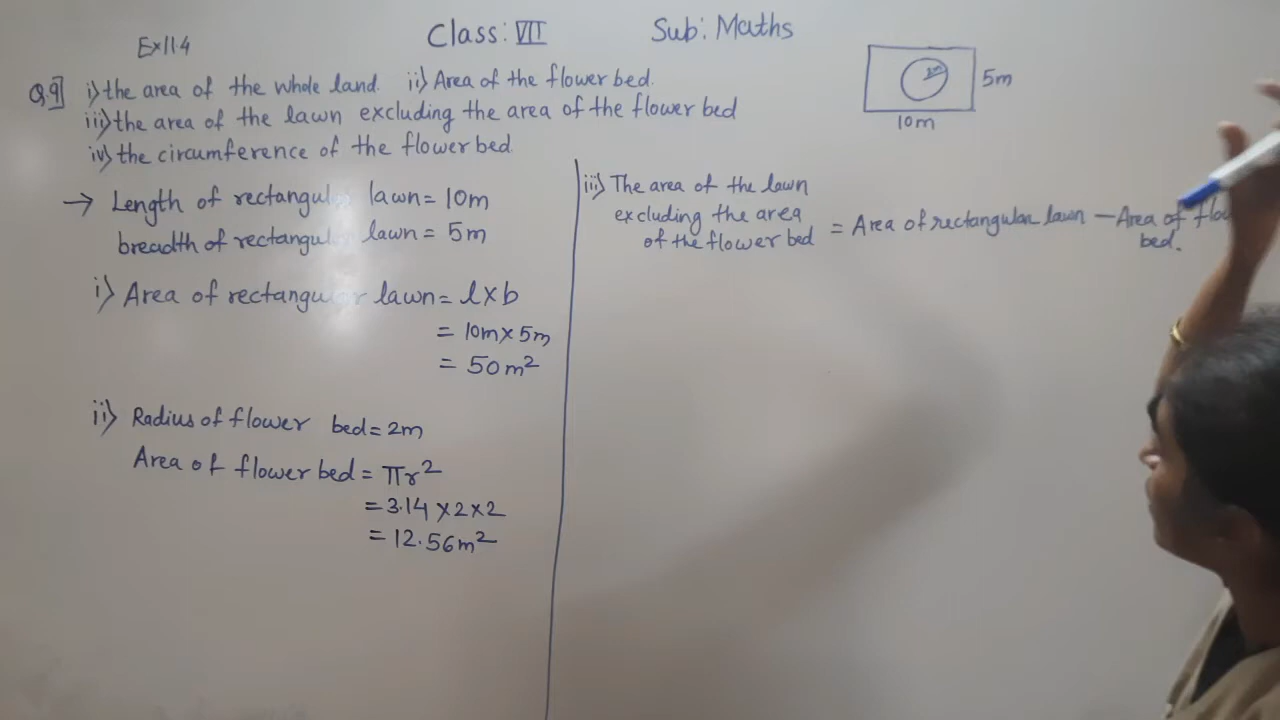 Ex 11.4
Class: VII
Sub: Maths
Q.9] i) the area of the whole land. ii) Area of the flower bed.
iii) the area of the lawn excluding the area of the flower bed
iv) the circumference of the flower bed
2m
5m
10m
→ Length of rectangular lawn = 10m
breadth of rectangular lawn = 5m
i) Area of rectangular lawn = l × b
= 10m × 5m
= 50 m²
ii) Radius of flower bed = 2m
Area of flower bed = πr²
= 3.14 × 2 × 2
= 12.56 m²
iii) The area of the lawn
excluding the area
of the flower bed = Area of rectangular lawn — Area of flo
bed.